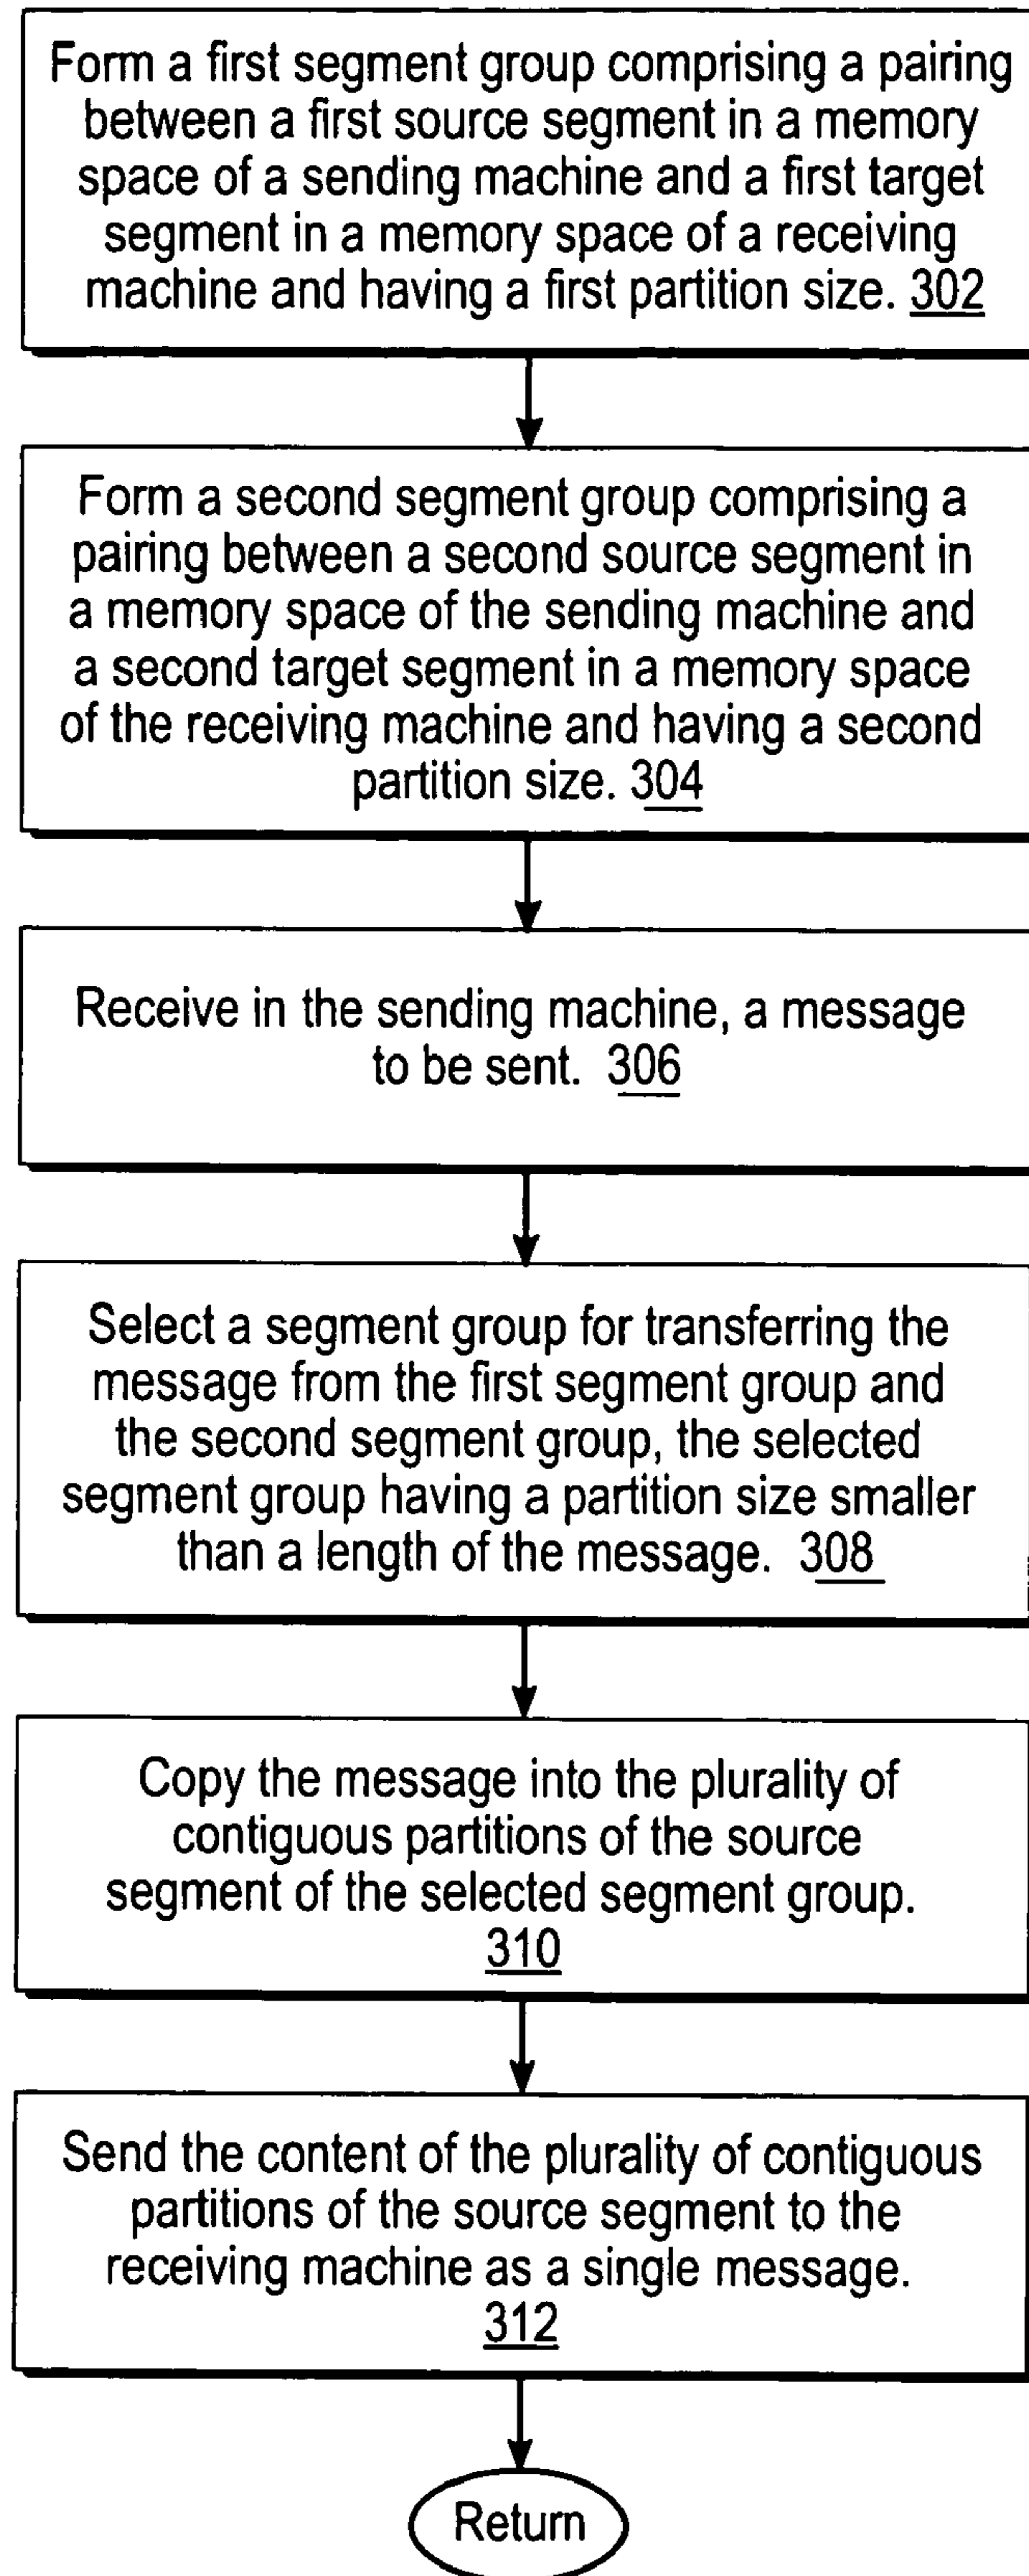 Form a first segment group comprising a pairing
between a first source segment in a memory
space of a sending machine and a first target
segment in a memory space of a receiving
machine and having a first partition size. 302
Form a second segment group comprising a
pairing between a second source segment in
a memory space of the sending machine and
a second target segment in a memory space
of the receiving machine and having a second
partition size. 304
Receive in the sending machine, a message
to be sent. 306
Select a segment group for transferring the
message from the first segment group and
the second segment group, the selected
segment group having a partition size smaller
than a length of the message. 308
Copy the message into the plurality of
contiguous partitions of the source
segment of the selected segment group.
310
Send the content of the plurality of contiguous
partitions of the source segment to the
receiving machine as a single message.
312
Return